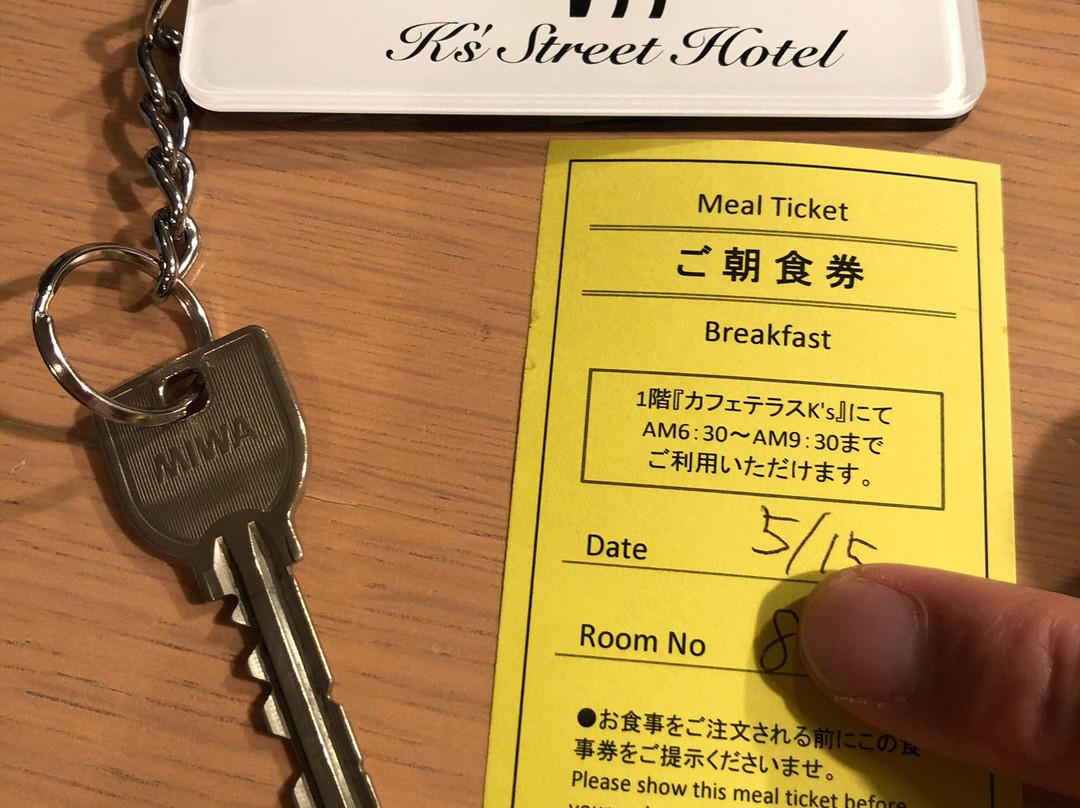 K's Street Hotel
MIWA
Meal Ticket
ご朝食券
Breakfast
1階『カフェテラスK's』にて
AM6:30～AM9:30まで
ご利用いただけます。
Date 5/15
Room No 8
●お食事をご注文される前にこの食
事券をご提示くださいませ。
Please show this meal ticket before